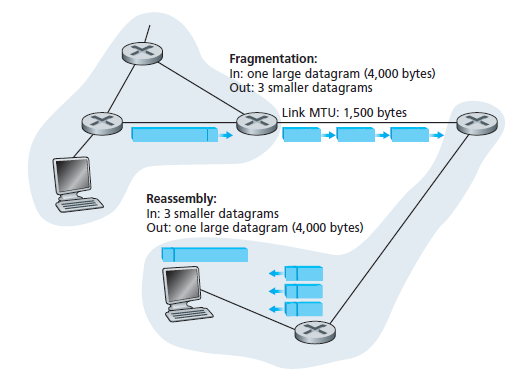 Fragmentation:
In: one large datagram (4,000 bytes)
Out: 3 smaller datagrams
Link MTU: 1,500 bytes
Reassembly:
In: 3 smaller datagrams
Out: one large datagram (4,000 bytes)